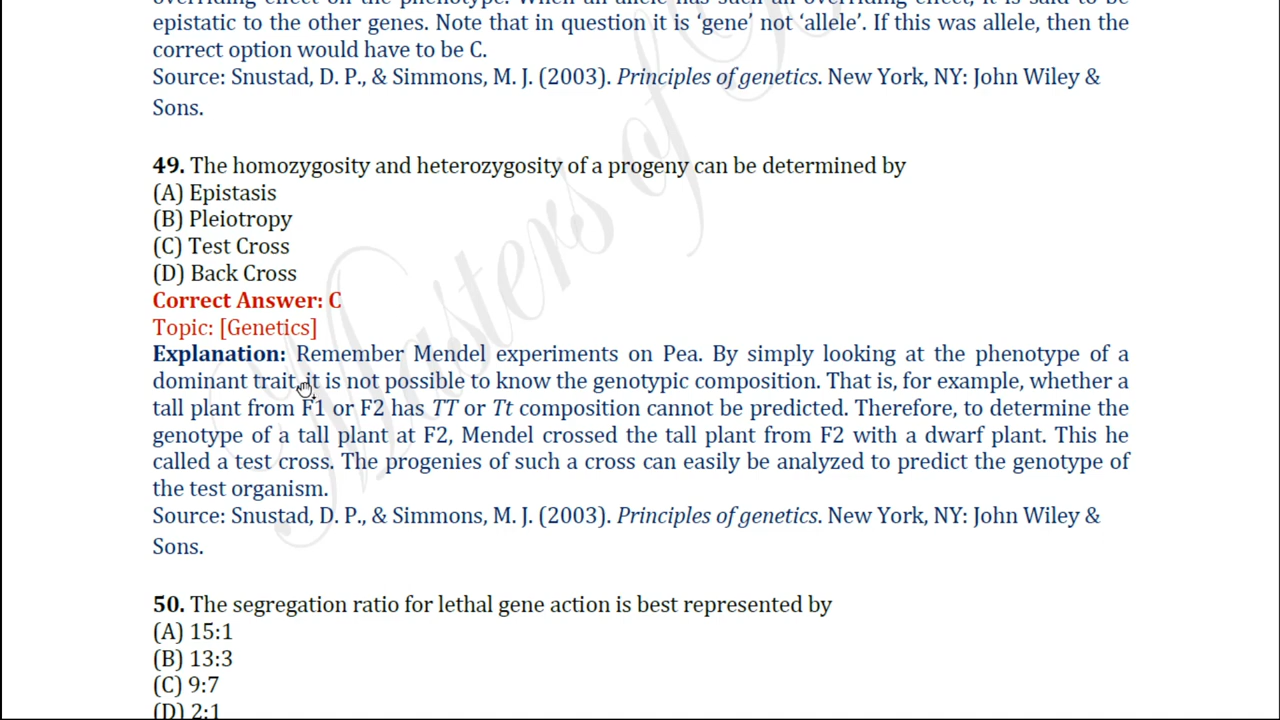 overriding effect on the phenotype. When an allele has such an overriding effect, it is said to be
epistatic to the other genes. Note that in question it is ‘gene’ not ‘allele’. If this was allele, then the
correct option would have to be C.
Source: Snustad, D. P., & Simmons, M. J. (2003). Principles of genetics. New York, NY: John Wiley &
Sons.
49. The homozygosity and heterozygosity of a progeny can be determined by
(A) Epistasis
(B) Pleiotropy
(C) Test Cross
(D) Back Cross
Correct Answer: C
Topic: [Genetics]
Explanation: Remember Mendel experiments on Pea. By simply looking at the phenotype of a
dominant trait, it is not possible to know the genotypic composition. That is, for example, whether a
tall plant from F1 or F2 has TT or Tt composition cannot be predicted. Therefore, to determine the
genotype of a tall plant at F2, Mendel crossed the tall plant from F2 with a dwarf plant. This he
called a test cross. The progenies of such a cross can easily be analyzed to predict the genotype of
the test organism.
Source: Snustad, D. P., & Simmons, M. J. (2003). Principles of genetics. New York, NY: John Wiley &
Sons.
50. The segregation ratio for lethal gene action is best represented by
(A) 15:1
(B) 13:3
(C) 9:7
(D) 2:1
Masters of